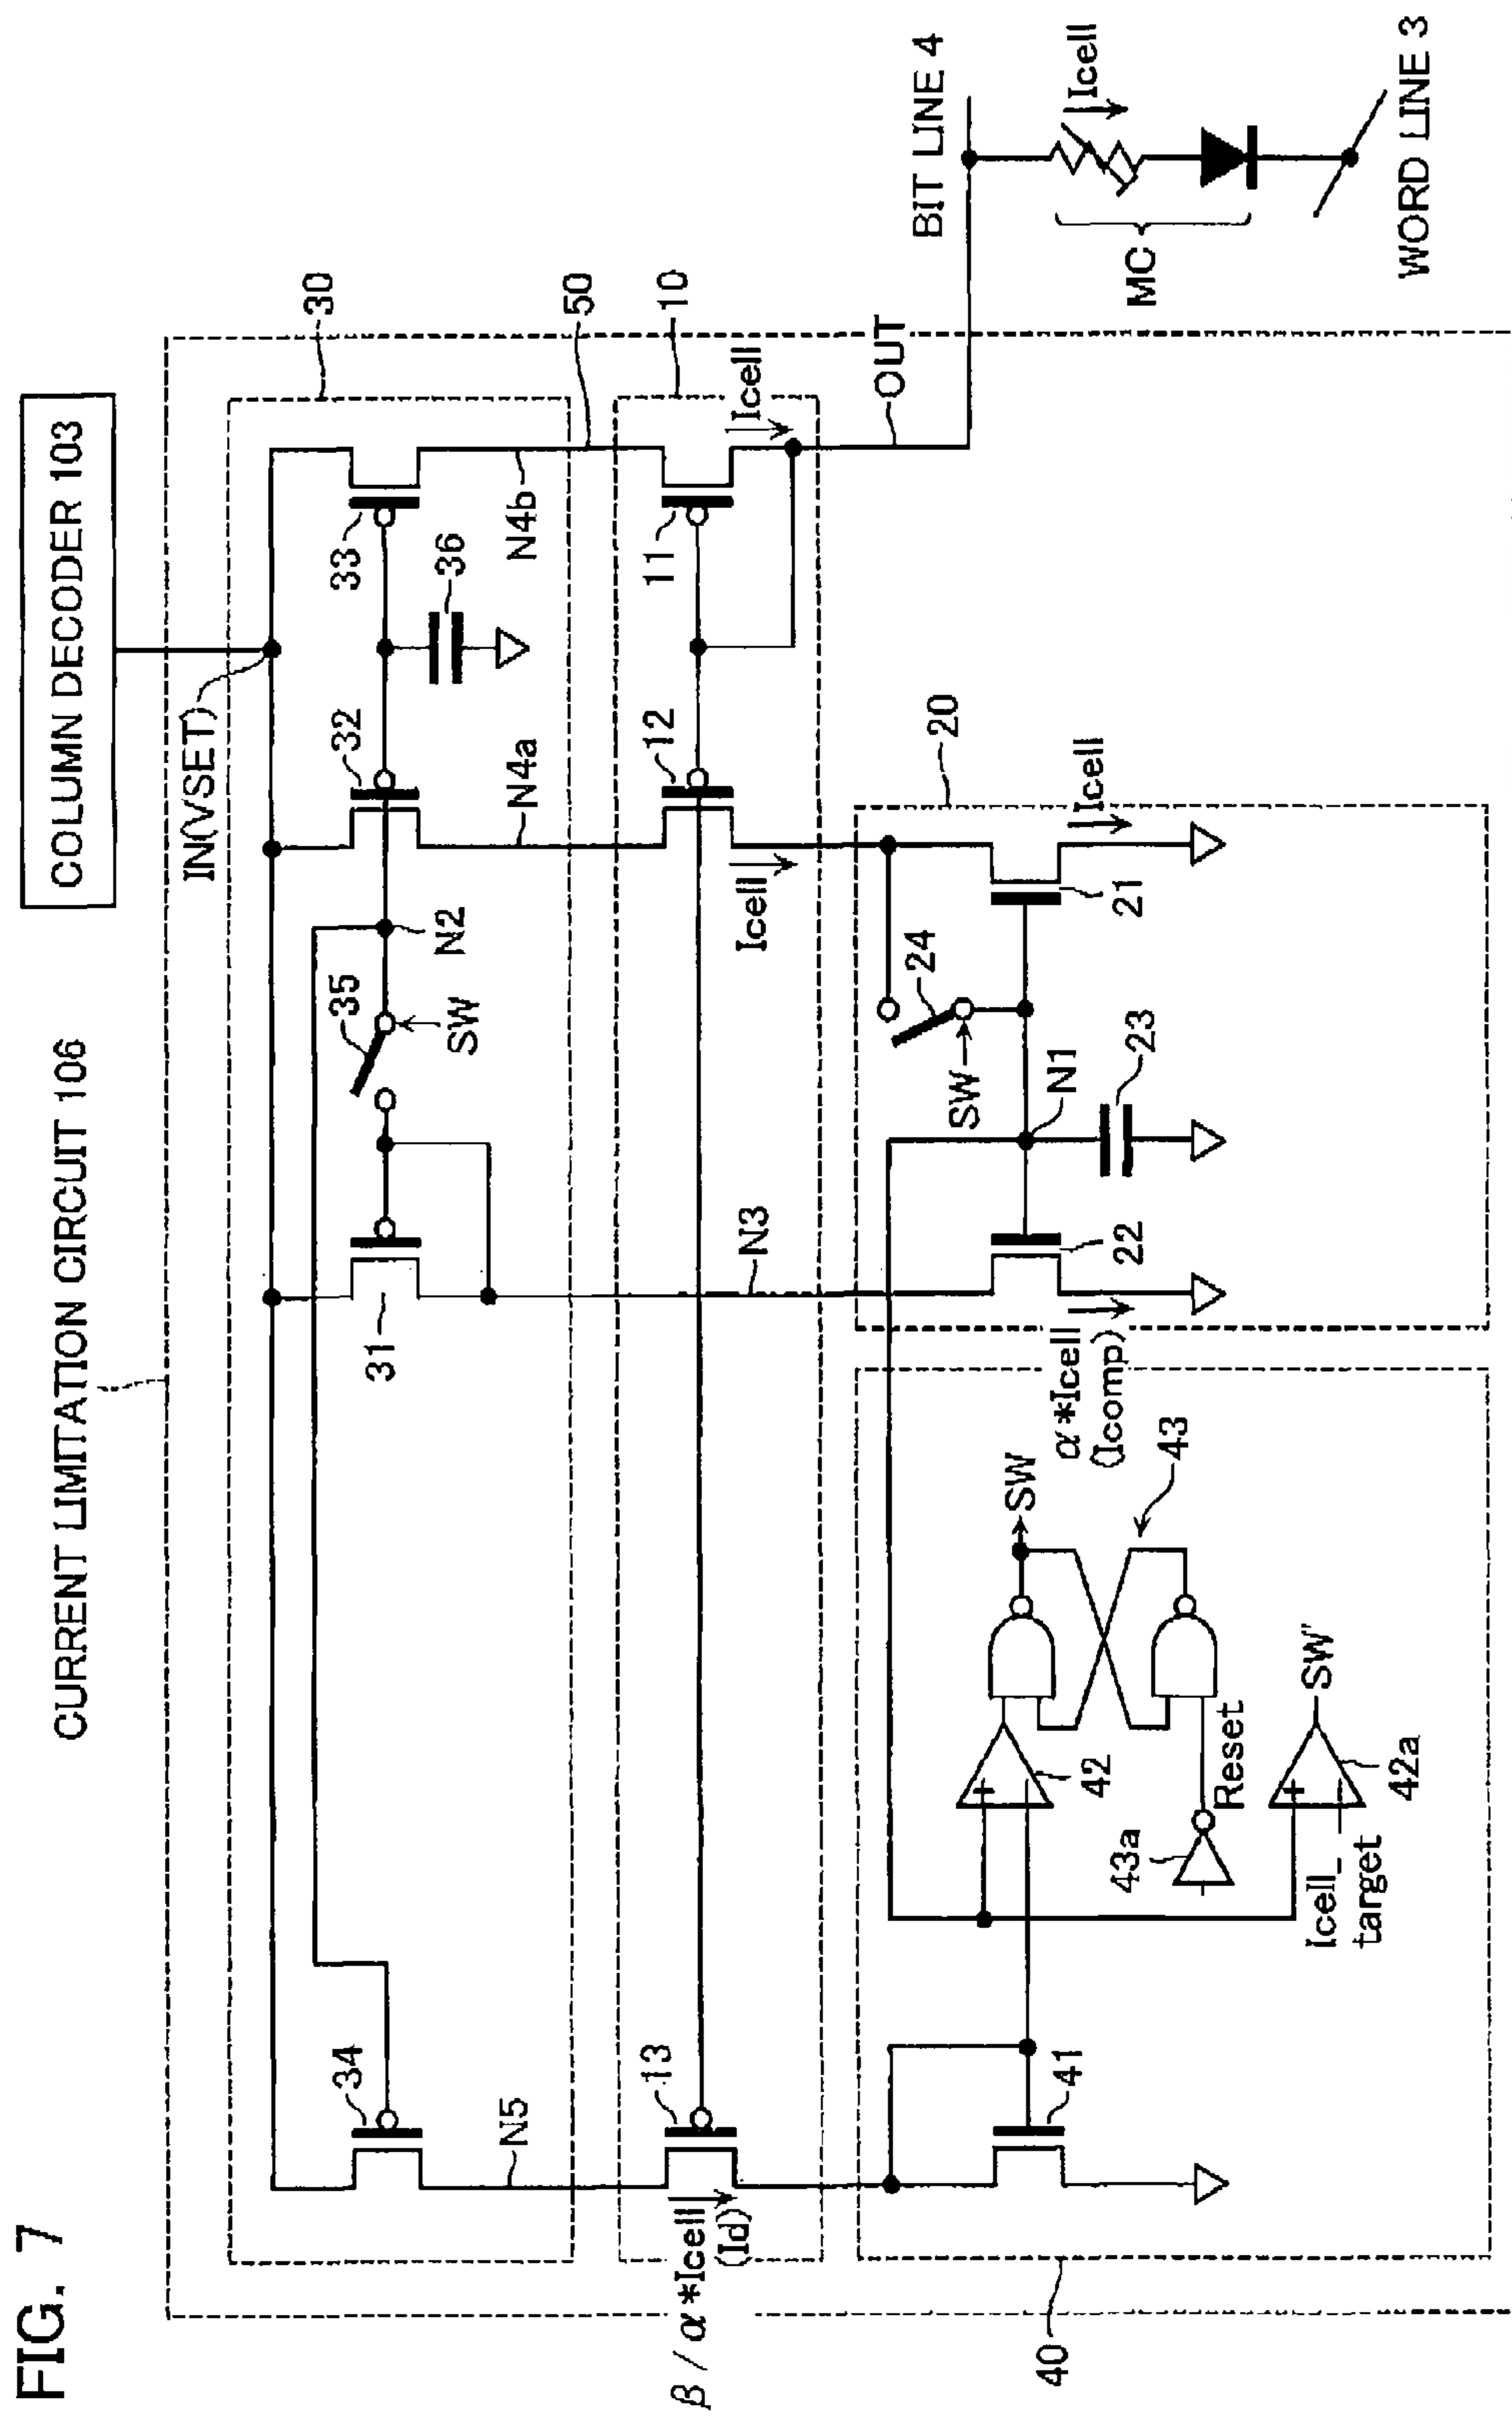 FIG. 7
CURRENT LIMITATION CIRCUIT 106
COLUMN DECODER 103
IN(VSET)
30
34
31
35
SW
N2
32
33
36
N5
N4a
N4b
50
10
13
12
11
β / α *Icell
(Id)
Icell
Icell
N3
OUT
BIT LINE 4
Icell
MC
WORD LINE 3
40
41
42
43
43a
Reset
SW
42a
Icell_
target
SW'
20
22
α *Icell
(Icomp)
N1
23
SW
24
21
Icell